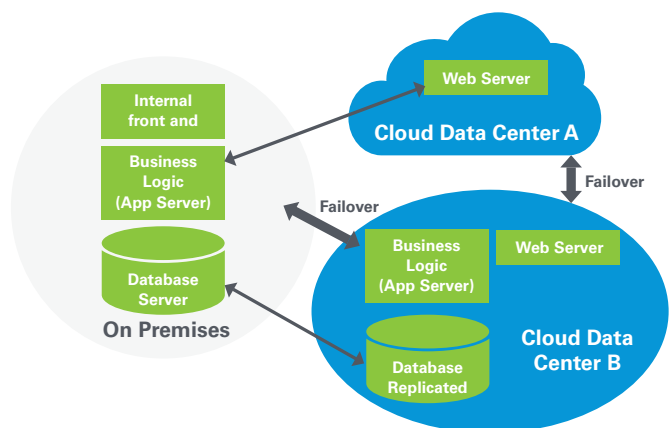 Internal
front and
Business
Logic
(App Server)
Database
Server
On Premises
Web Server
Cloud Data Center A
Failover
Failover
Business
Logic
(App Server)
Web Server
Database
Replicated
Cloud Data
Center B